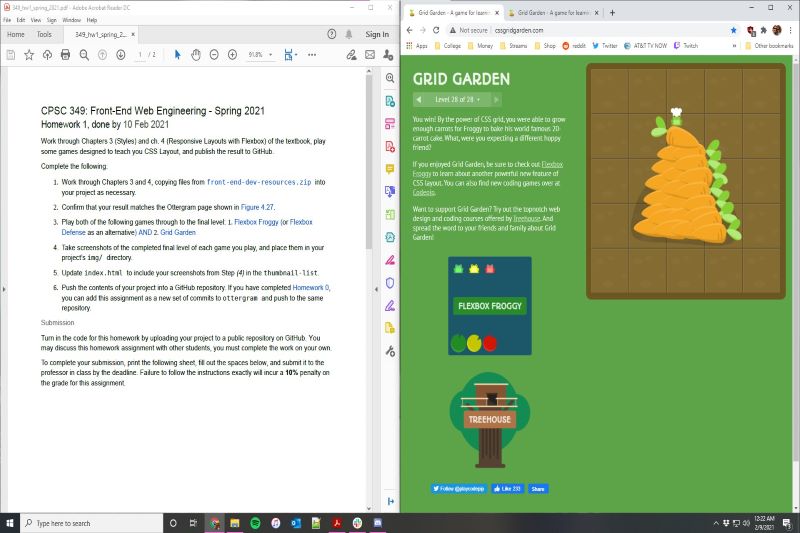 349_hw1_spring_2021.pdf - Adobe Acrobat Reader DC
File Edit View Sign Window Help
Home Tools 349_hw1_spring_2... Sign In
1 / 2 91.8%
CPSC 349: Front-End Web Engineering - Spring 2021
Homework 1, done by 10 Feb 2021
Work through Chapter 3 (Styles) and ch. 4 (Responsive Layouts with Flexbox) of the textbook, play
some games designed to teach you CSS Layout, and publish the result to GitHub.
Complete the following.
1. Work through Chapters 3 and 4, copying files from front-end-dev-resources.zip into
your project as necessary.
2. Confirm that your result matches the Ottergram page shown in Figure 4.27.
3. Play both of the following games through to the final level: 1. Flexbox Froggy (or Flexbox
Defense as an alternative) AND 2. Grid Garden
4. Take screenshots of the completed final level of each game you play, and place them in your
project's img/ directory.
5. Update index.html to include your screenshots from Step (4) in the thumbnail-list.
6. Push the contents of your project into a GitHub repository. If you have completed Homework 0,
you can add this assignment as a new set of commits to ottergram and push to the same
repository.
Submission
Turn in the code for this homework by uploading your project to a public repository on GitHub. You
may discuss this homework assignment with other students, you must complete the work on your own.
To complete your submission, print the following sheet, fill out the spaces below, and submit it to the
professor in class by the deadline. Failure to follow the instructions exactly will incur a 10% penalty on
the grade for this assignment.
Grid Garden - A game for learni Grid Garden - A game for learni
Not secure | cssgridgarden.com
Apps College Money Streams Shop reddit Twitter AT&T TV NOW Twitch » Other bookmarks
GRID GARDEN
Level 28 of 28
You win! By the power of CSS grid, you were able to grow
enough carrots for Froggy to bake his world famous 20-
carrot cake. What, were you expecting a different hoppy
friend?
If you enjoyed Grid Garden, be sure to check out Flexbox
Froggy to learn about another powerful new feature of
CSS layout. You can also find new coding games over at
Codepip.
Want to support Grid Garden? Try out the topnotch web
design and coding courses offered by Treehouse. And
spread the word to your friends and family about Grid
Garden!
FLEXBOX FROGGY
TREEHOUSE
Follow @playcodepip Like 233 Share
Type here to search
12:22 AM
2/9/2021